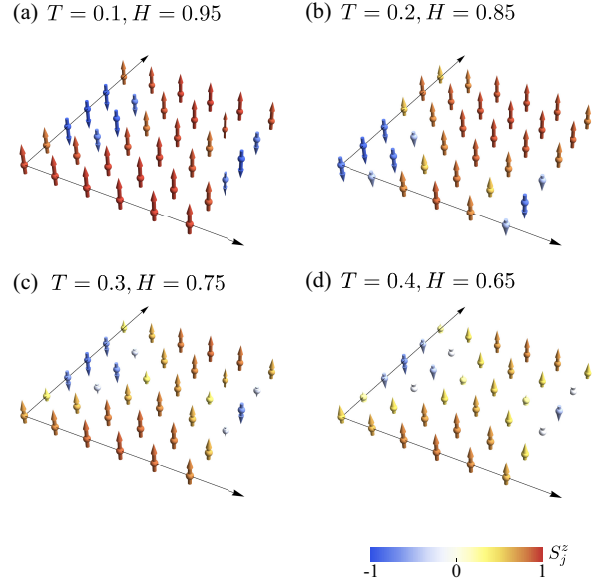 (a) T = 0.1, H = 0.95
(b) T = 0.2, H = 0.85
(c) T = 0.3, H = 0.75
(d) T = 0.4, H = 0.65
S_j^z
-1 0 1